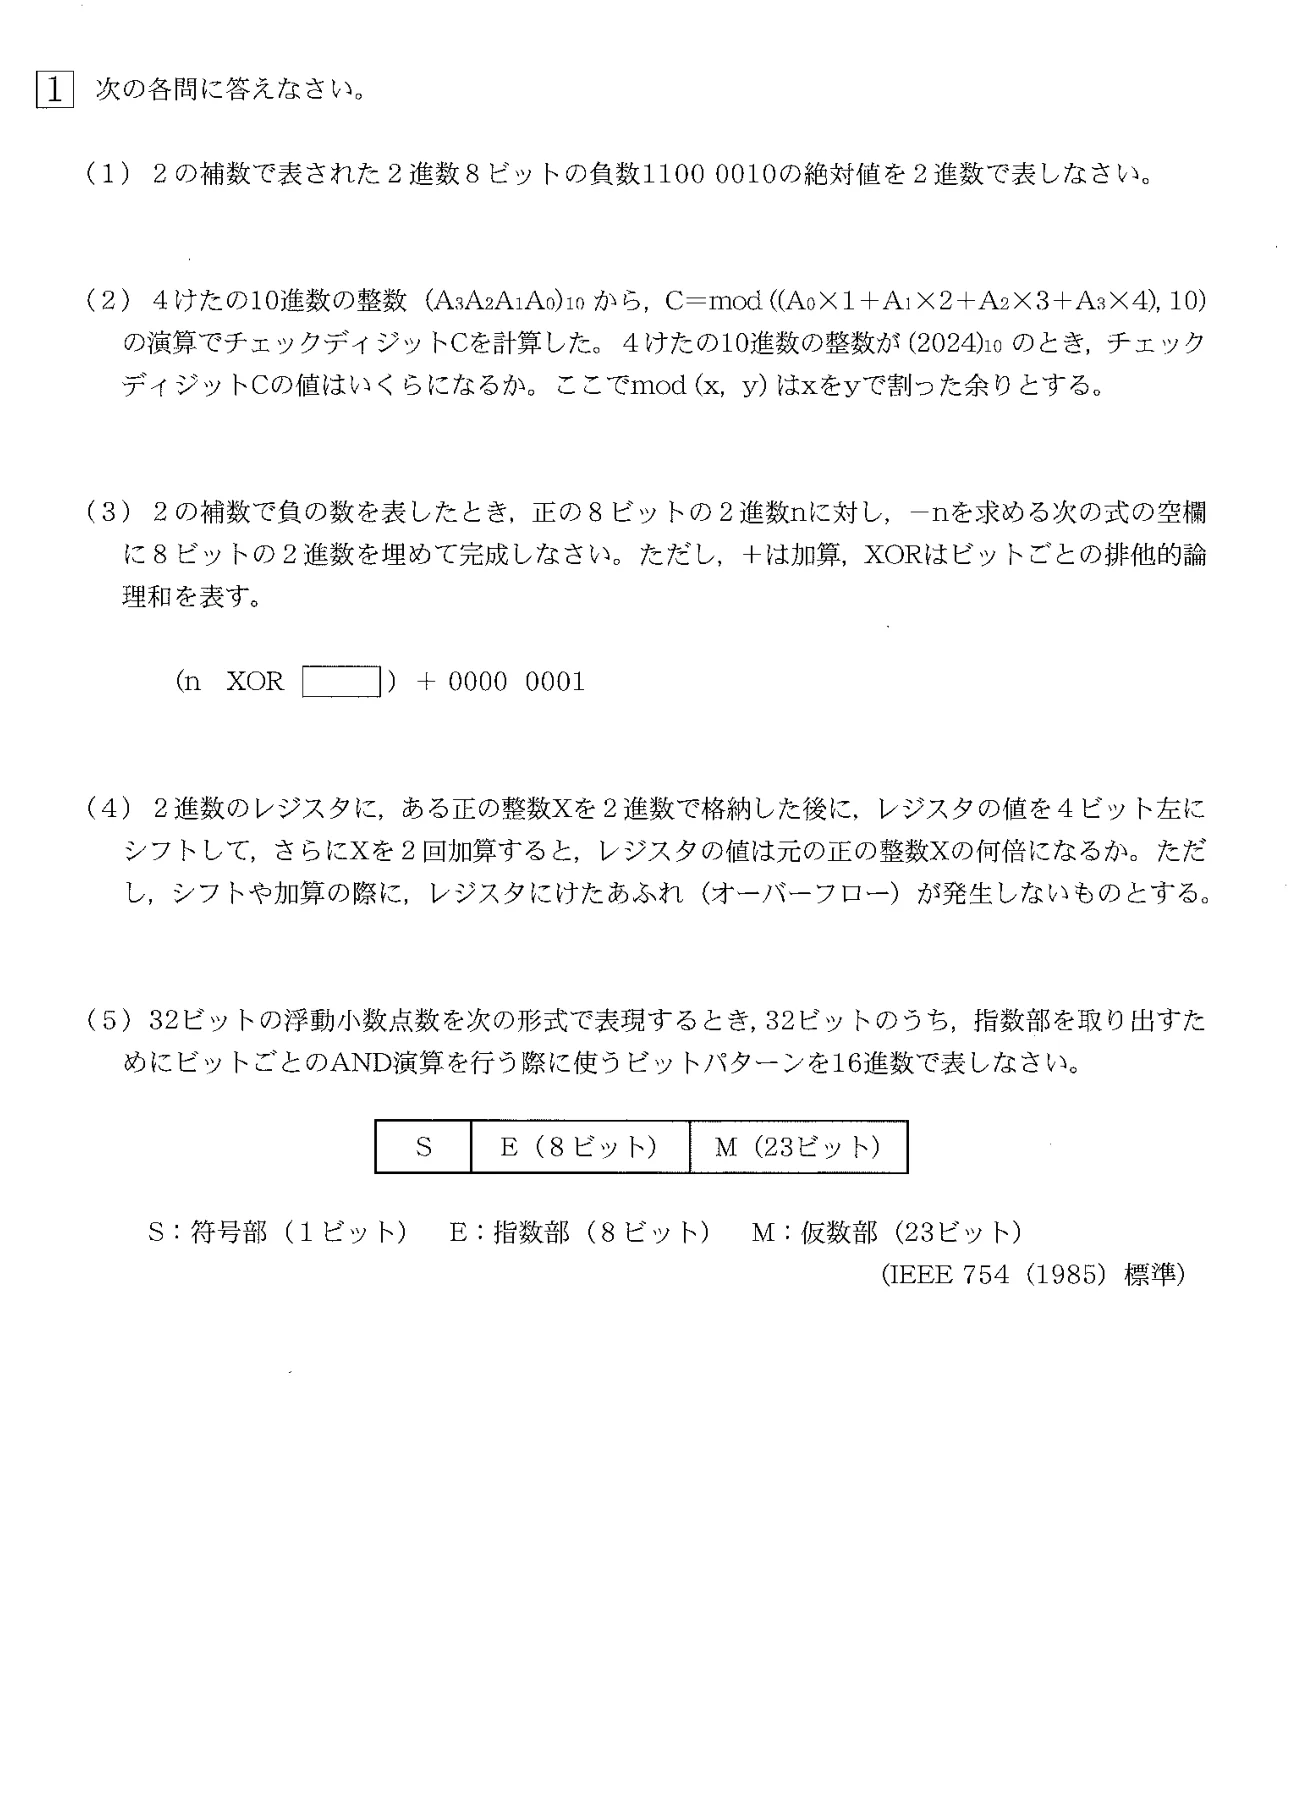 1 次の各問に答えなさい。
(1) 2の補数で表された2進数8ビットの負数1100 0010の絶対値を2進数で表しなさい。
(2) 4けたの10進数の整数 (A₃A₂A₁A₀)₁₀ から, C=mod ((A₀×1+A₁×2+A₂×3+A₃×4), 10)
の演算でチェックディジットCを計算した。4けたの10進数の整数が (2024)₁₀ のとき, チェック
ディジットCの値はいくらになるか。ここでmod (x, y) はxをyで割った余りとする。
(3) 2の補数で負の数を表したとき, 正の8ビットの2進数nに対し, −nを求める次の式の空欄
に8ビットの2進数を埋めて完成しなさい。ただし, +は加算, XORはビットごとの排他的論
理和を表す。
(n XOR ) + 0000 0001
(4) 2進数のレジスタに, ある正の整数Xを2進数で格納した後に, レジスタの値を4ビット左に
シフトして, さらにXを2回加算すると, レジスタの値は元の正の整数Xの何倍になるか。ただ
し, シフトや加算の際に, レジスタにけたあふれ (オーバーフロー) が発生しないものとする。
(5) 32ビットの浮動小数点数を次の形式で表現するとき, 32ビットのうち, 指数部を取り出すた
めにビットごとのAND演算を行う際に使うビットパターンを16進数で表しなさい。
S E (8ビット) M (23ビット)
S:符号部 (1ビット) E:指数部 (8ビット) M:仮数部 (23ビット)
(IEEE 754 (1985) 標準)